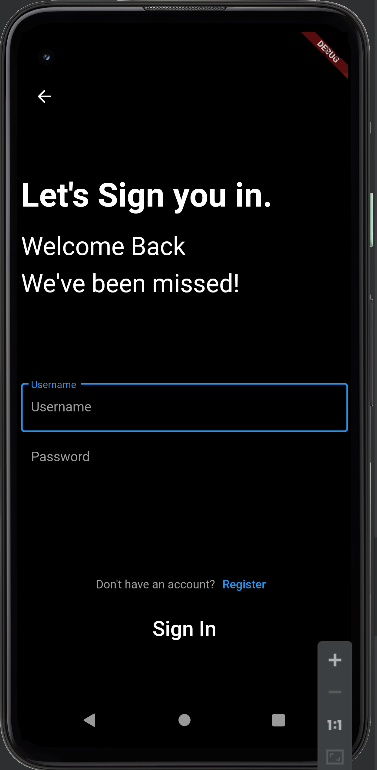 DEBUG
Let's Sign you in.
Welcome Back
We've been missed!
Username
Username
Password
Don't have an account? Register
Sign In
1:1